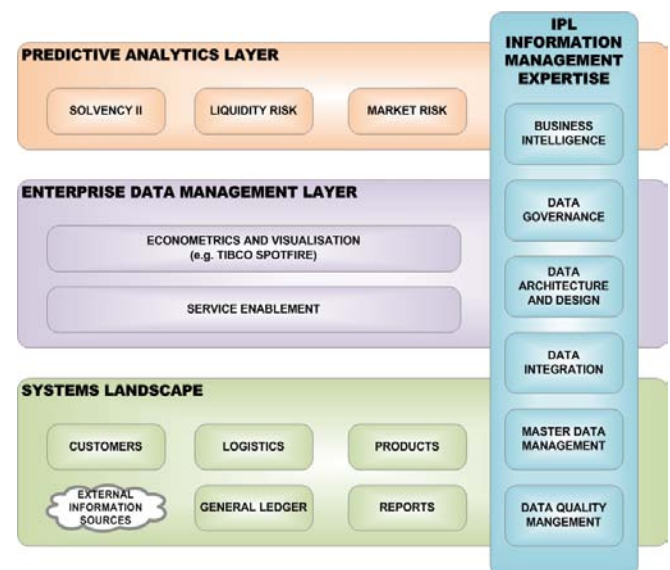 PREDICTIVE ANALYTICS LAYER
SOLVENCY II
LIQUIDITY RISK
MARKET RISK
ENTERPRISE DATA MANAGEMENT LAYER
ECONOMETRICS AND VISUALISATION
(e.g. TIBCO SPOTFIRE)
SERVICE ENABLEMENT
SYSTEMS LANDSCAPE
CUSTOMERS
LOGISTICS
PRODUCTS
EXTERNAL
INFORMATION
SOURCES
GENERAL LEDGER
REPORTS
IPL
INFORMATION
MANAGEMENT
EXPERTISE
BUSINESS
INTELLIGENCE
DATA
GOVERNANCE
DATA
ARCHITECTURE
AND DESIGN
DATA
INTEGRATION
MASTER DATA
MANAGEMENT
DATA QUALITY
MANGEMENT